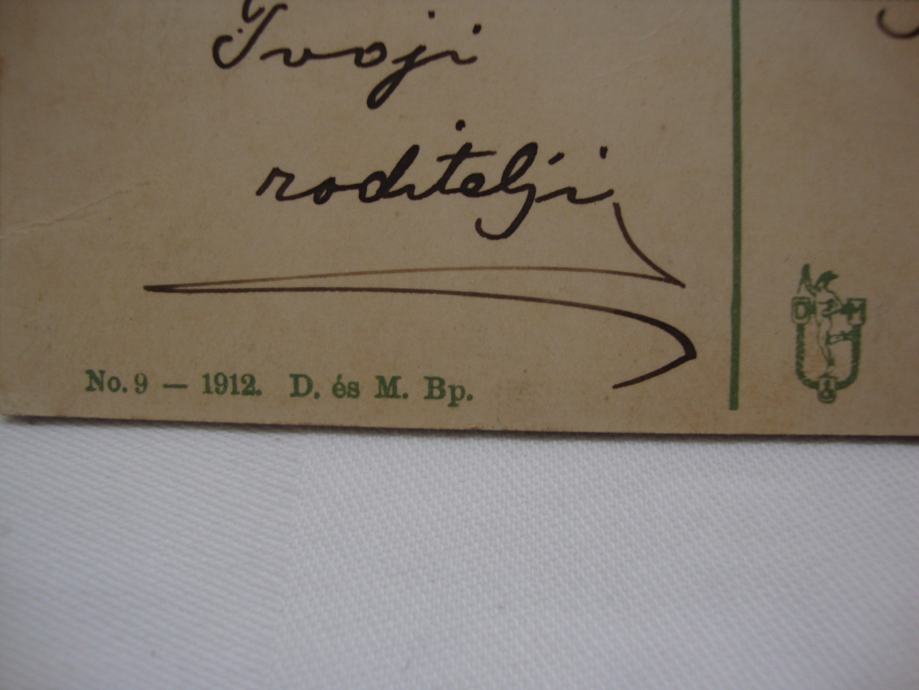 Tvoji
roditelji
No. 9 — 1912. D. és M. Bp.
D M